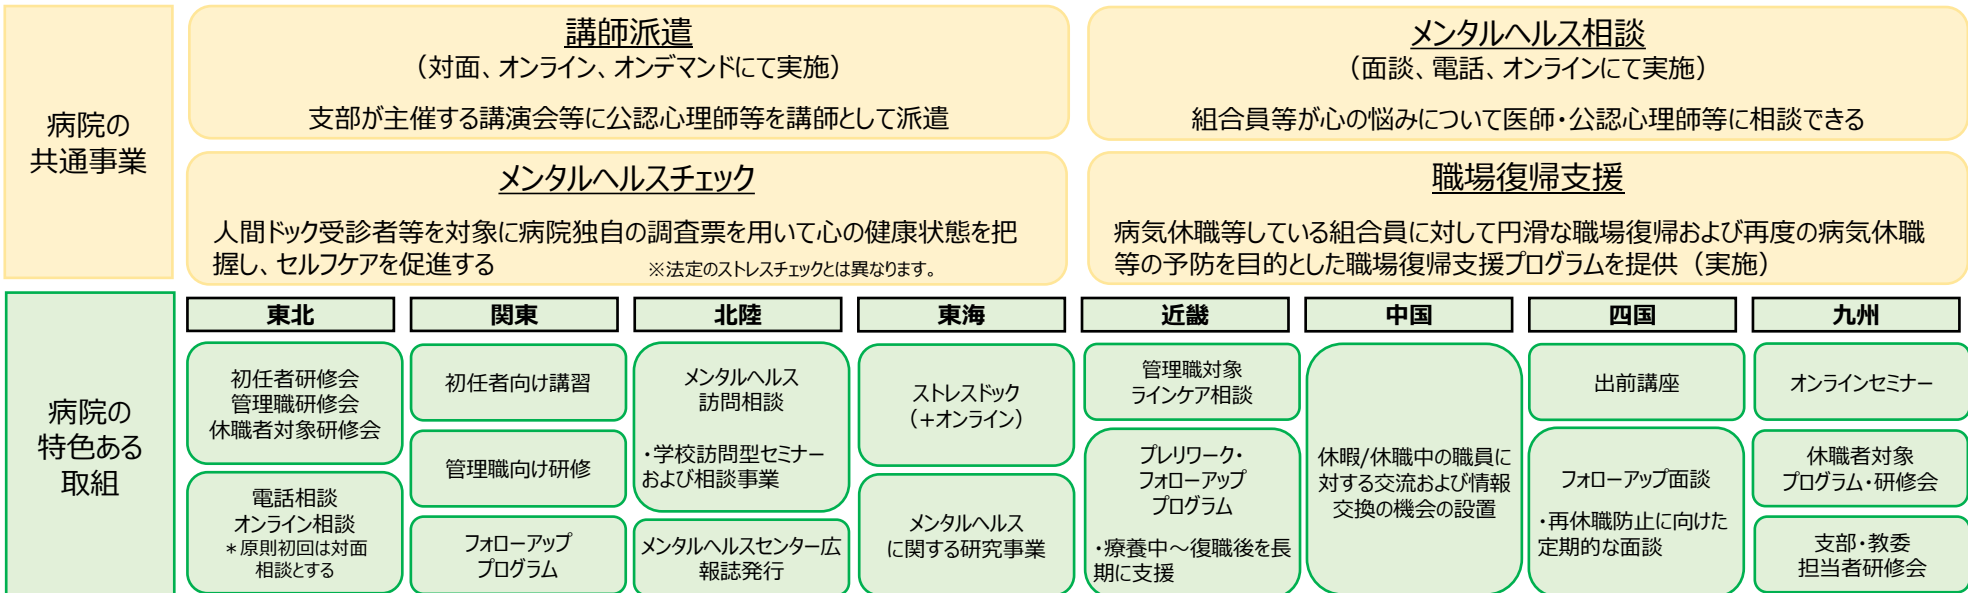 病院の
共通事業
講師派遣
（対面、オンライン、オンデマンドにて実施）
支部が主催する講演会等に公認心理師等を講師として派遣
メンタルヘルス相談
（面談、電話、オンラインにて実施）
組合員等が心の悩みについて医師・公認心理師等に相談できる
メンタルヘルスチェック
人間ドック受診者等を対象に病院独自の調査票を用いて心の健康状態を把
握し、セルフケアを促進する
※法定のストレスチェックとは異なります。
職場復帰支援
病気休職等している組合員に対して円滑な職場復帰および再度の病気休職
等の予防を目的とした職場復帰支援プログラムを提供（実施）
病院の
特色ある
取組
東北
初任者研修会
管理職研修会
休職者対象研修会
電話相談
オンライン相談
＊原則初回は対面
相談とする
関東
初任者向け講習
管理職向け研修
フォローアップ
プログラム
北陸
メンタルヘルス
訪問相談
・学校訪問型セミナー
および相談事業
メンタルヘルスセンター広
報誌発行
東海
ストレスドック
（+オンライン）
メンタルヘルス
に関する研究事業
近畿
管理職対象
ラインケア相談
プレリワーク・
フォローアップ
プログラム
・療養中～復職後を長
期に支援
中国
休暇/休職中の職員に
対する交流および情報
交換の機会の設置
四国
出前講座
フォローアップ面談
・再休職防止に向けた
定期的な面談
九州
オンラインセミナー
休職者対象
プログラム・研修会
支部・教委
担当者研修会